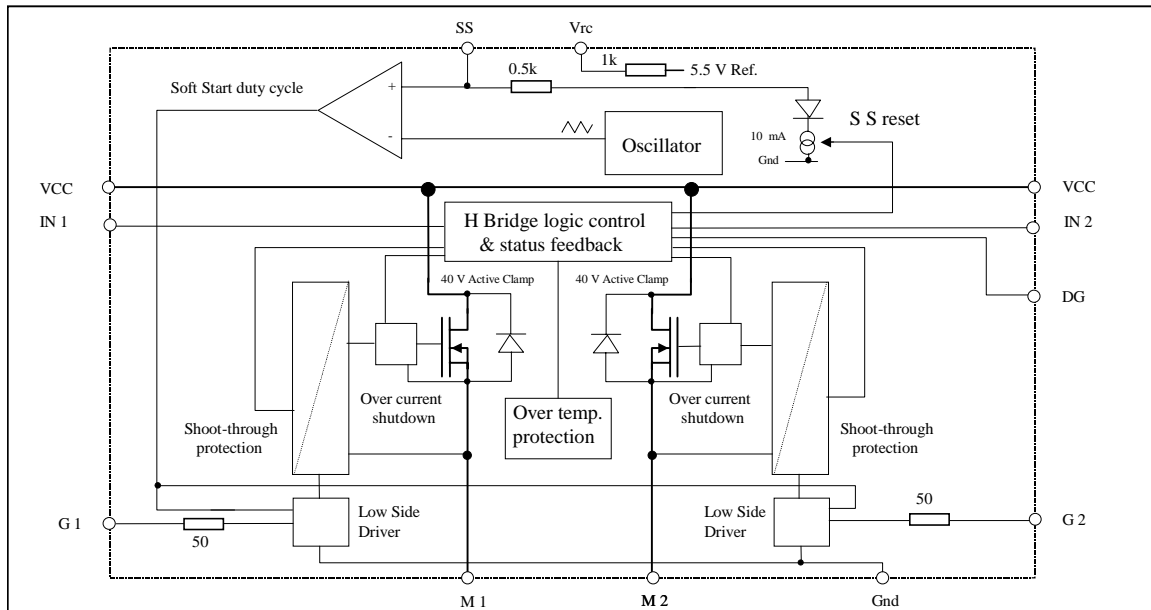 SS
Vrc
1k
5.5 V Ref.
0.5k
Soft Start duty cycle
+
-
Oscillator
10 mA
Gnd
S S reset
VCC
VCC
IN 1
IN 2
H Bridge logic control
& status feedback
DG
40 V Active Clamp
40 V Active Clamp
Over current
shutdown
Over temp.
protection
Over current
shutdown
Shoot-through
protection
Shoot-through
protection
Low Side
Driver
Low Side
Driver
G 1
50
50
G 2
M 1
M 2
Gnd